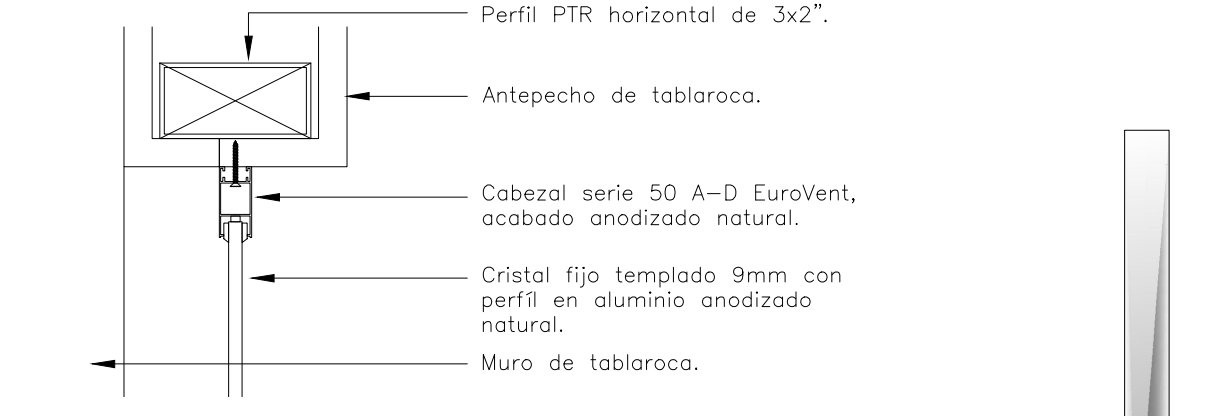 Perfil PTR horizontal de 3x2”.
Antepecho de tablaroca.
Cabezal serie 50 A–D EuroVent,
acabado anodizado natural.
Cristal fijo templado 9mm con
perfíl en aluminio anodizado
natural.
Muro de tablaroca.